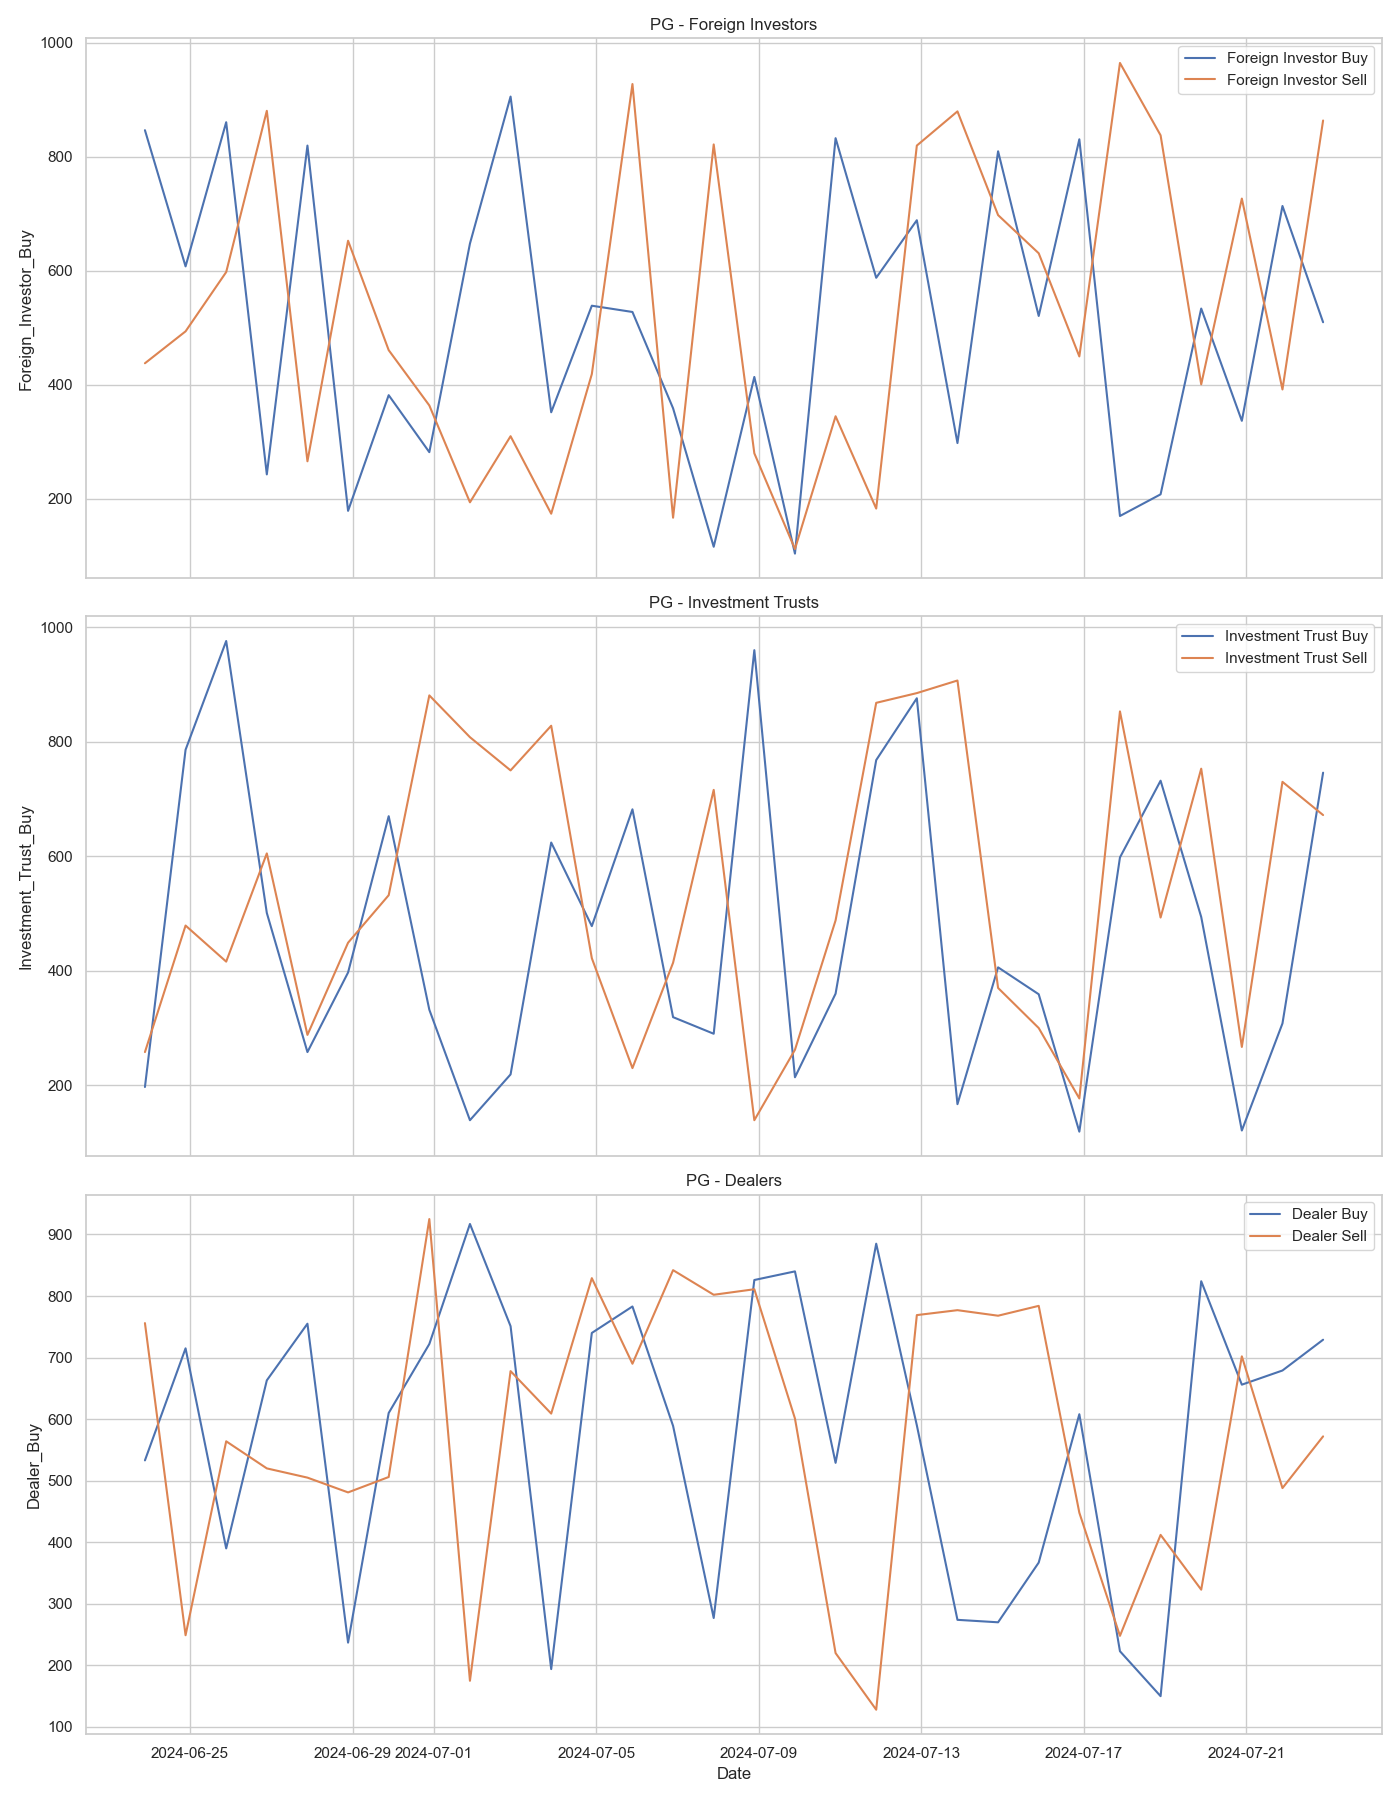 PG - Foreign Investors
Foreign Investor Buy
Foreign Investor Sell
1000
800
600
400
200
Foreign_Investor_Buy
PG - Investment Trusts
Investment Trust Buy
Investment Trust Sell
1000
800
600
400
200
Investment_Trust_Buy
PG - Dealers
Dealer Buy
Dealer Sell
900
800
700
600
500
400
300
200
100
Dealer_Buy
2024-06-25 2024-06-29 2024-07-01 2024-07-05 2024-07-09 2024-07-13 2024-07-17 2024-07-21
Date